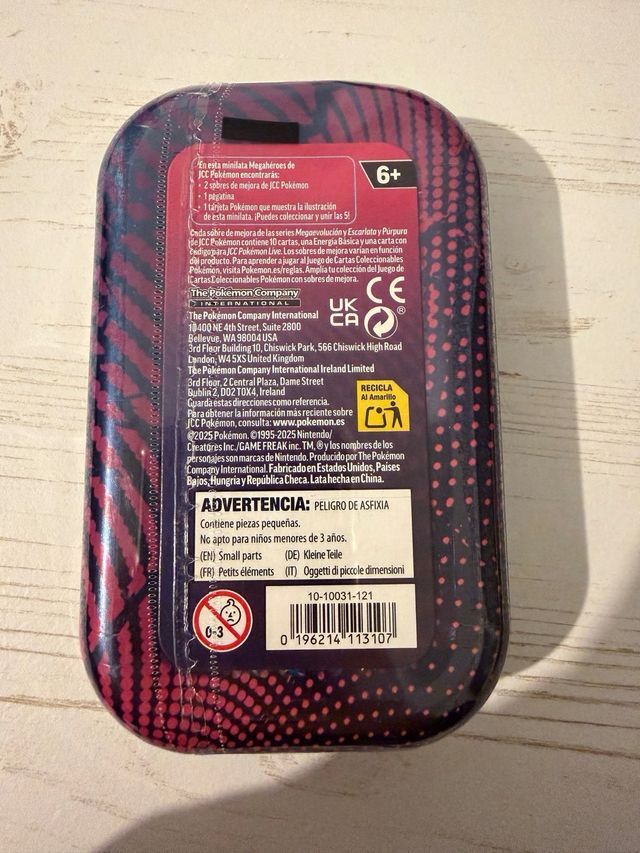 En esta minilata Megahéroes de
JCC Pokémon encontrarás:
• 2 sobres de mejora de JCC Pokémon
• 1 pegatina
• 1 tarjeta Pokémon que muestra la ilustración
de esta minilata. ¡Puedes coleccionar y unir las 5!
6+
Cada sobre de mejora de las series Megaevolución y Escarlata y Púrpura
de JCC Pokémon contiene 10 cartas, una Energía Básica y una carta con
código para JCC Pokémon Live. Los sobres de mejora varían en función
del producto. Para aprender a jugar al Juego de Cartas Coleccionables
Pokémon, visita Pokemon.es/reglas. Amplía tu colección del Juego de
Cartas Coleccionables Pokémon con sobres de mejora.
The Pokémon Company
INTERNATIONAL
UK
CA
CE
®
The Pokémon Company International
10400 NE 4th Street, Suite 2800
Bellevue, WA 98004 USA
3rd Floor Building 10, Chiswick Park, 566 Chiswick High Road
London, W4 5XS United Kingdom
The Pokémon Company International Ireland Limited
3rd Floor, 2 Central Plaza, Dame Street
Dublin 2, D02 T0X4, Ireland
Guarda estas direcciones como referencia.
Para obtener la información más reciente sobre
JCC Pokémon, consulta: www.pokemon.es
RECICLA
Al Amarillo
©2025 Pokémon. ©1995-2025 Nintendo/
Creatures Inc./GAME FREAK inc. TM, ® y los nombres de los
personajes son marcas de Nintendo. Producido por The Pokémon
Company International. Fabricado en Estados Unidos, Países
Bajos, Hungría y República Checa. Lata hecha en China.
ADVERTENCIA: PELIGRO DE ASFIXIA
Contiene piezas pequeñas.
No apto para niños menores de 3 años.
(EN) Small parts (DE) Kleine Teile
(FR) Petits éléments (IT) Oggetti di piccole dimensioni
0-3
10-10031-121
0 196214 113107